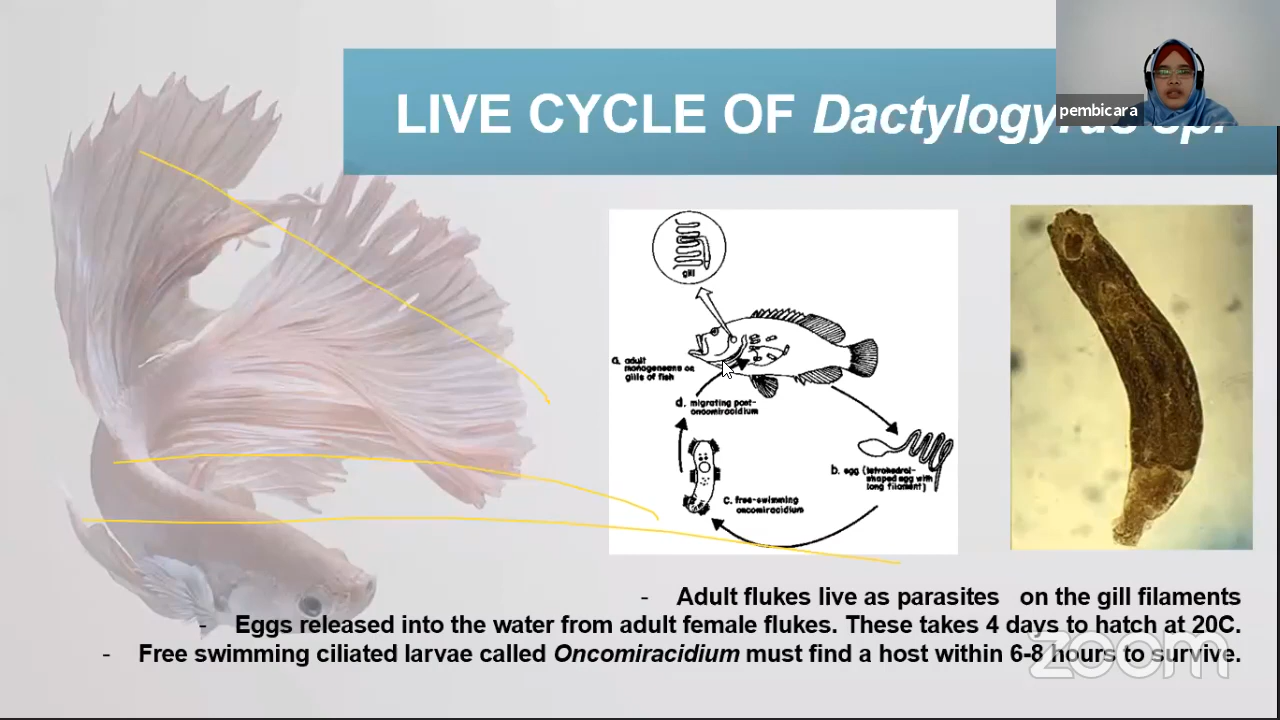 LIVE CYCLE OF Dactylogyrus sp.
pembicara
gill
a. adult
monogeneans on
gills of fish
d. migrating post-
oncomiracidium
b. egg (tetrahedral-
shaped egg with
long filament)
c. free-swimming
oncomiracidium
- Adult flukes live as parasites on the gill filaments
- Eggs released into the water from adult female flukes. These takes 4 days to hatch at 20C.
- Free swimming ciliated larvae called Oncomiracidium must find a host within 6-8 hours to survive.
zoom